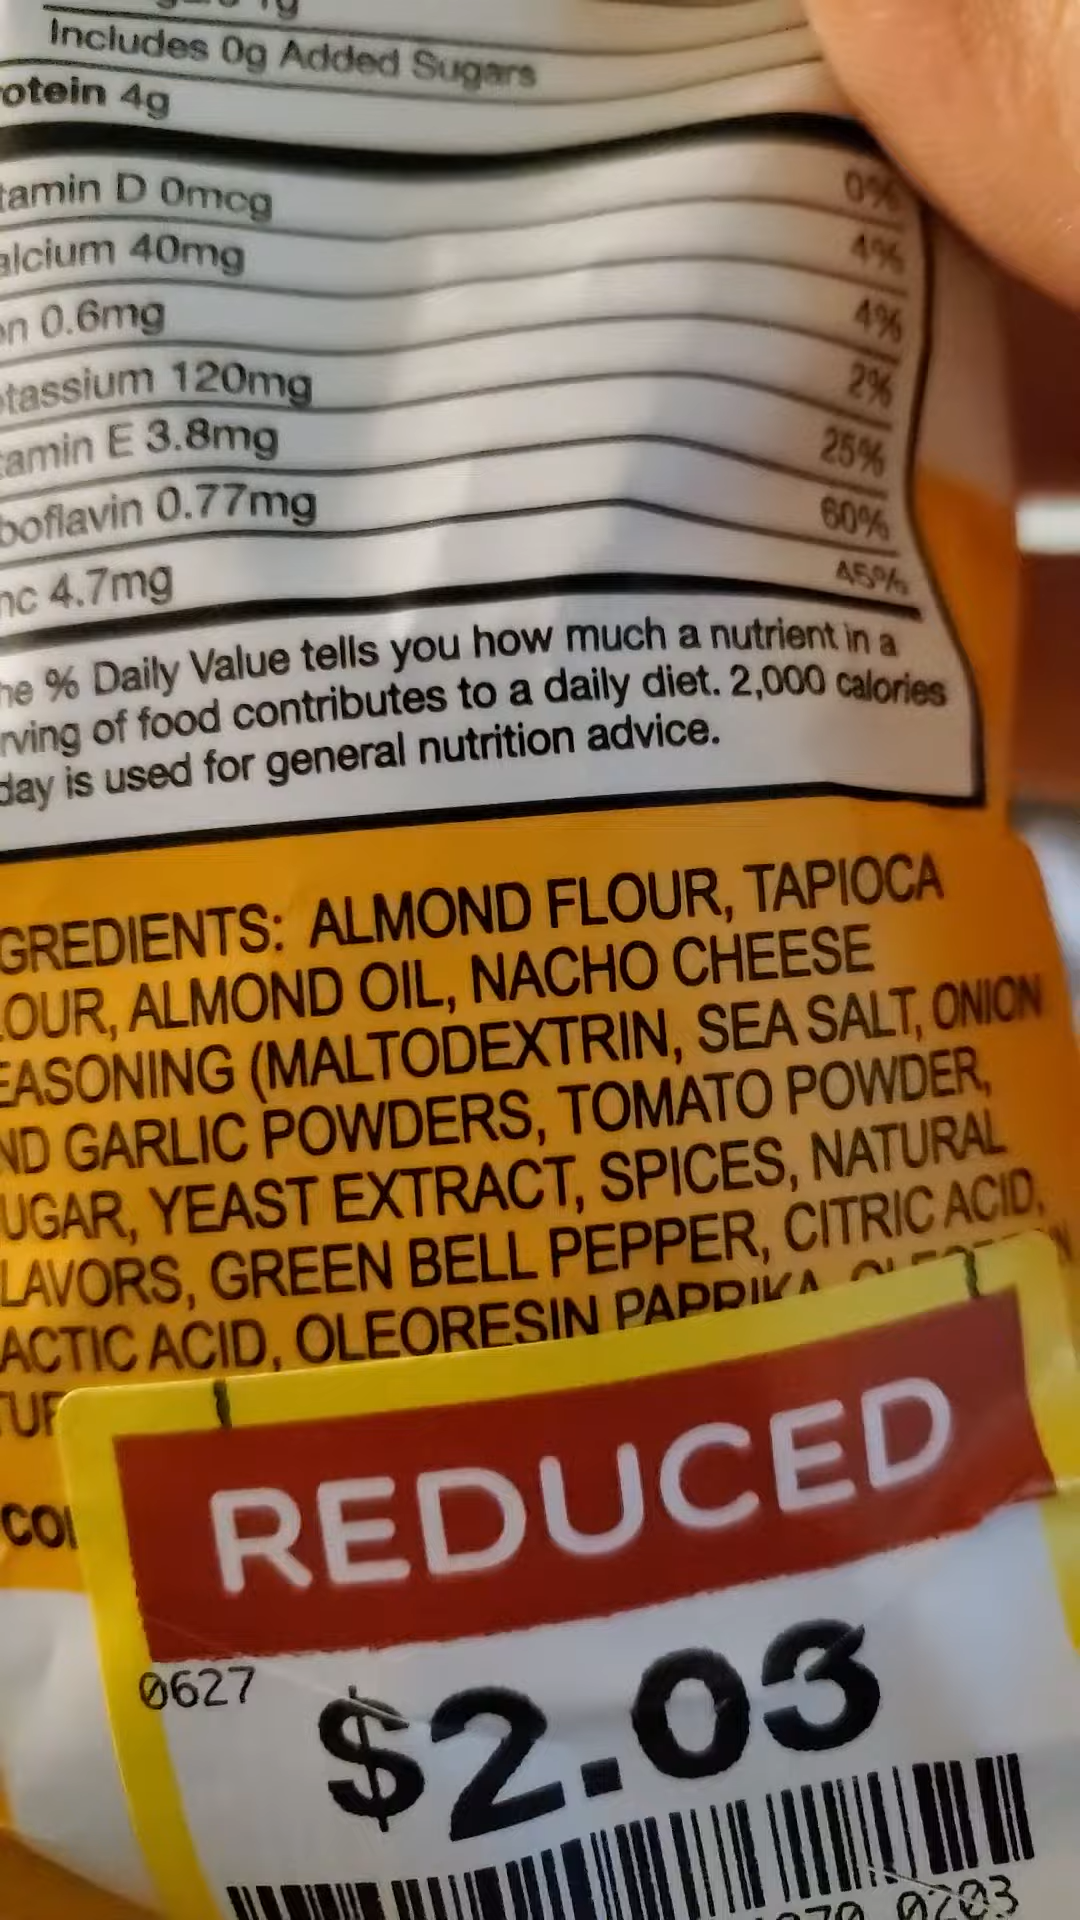 Includes 0g Added Sugars
otein 4g
tamin D 0mcg 0%
alcium 40mg 4%
on 0.6mg 4%
otassium 120mg 2%
tamin E 3.8mg 25%
boflavin 0.77mg 60%
nc 4.7mg 45%
he % Daily Value tells you how much a nutrient in a
rving of food contributes to a daily diet. 2,000 calories
day is used for general nutrition advice.
GREDIENTS: ALMOND FLOUR, TAPIOCA
LOUR, ALMOND OIL, NACHO CHEESE
EASONING (MALTODEXTRIN, SEA SALT, ONION
ND GARLIC POWDERS, TOMATO POWDER,
UGAR, YEAST EXTRACT, SPICES, NATURAL
LAVORS, GREEN BELL PEPPER, CITRIC ACID,
ACTIC ACID, OLEORESIN PAPRIKA,
REDUCED
0627
$2.03
0203